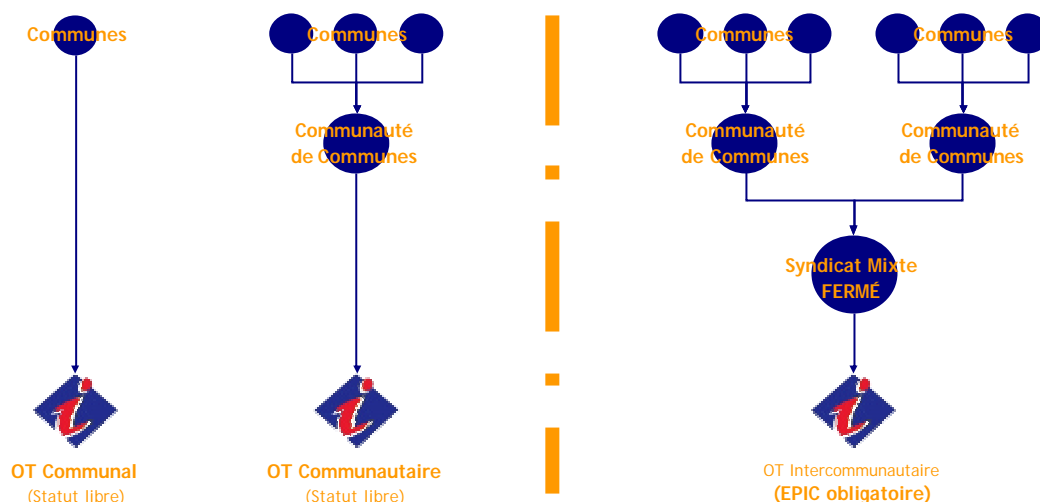 Communes
Communes
Communes
Communes
Communauté
de Communes
Communauté
de Communes
Communauté
de Communes
Syndicat Mixte
FERMÉ
i
i
i
OT Communal
(Statut libre)
OT Communautaire
(Statut libre)
OT Intercommunautaire
(EPIC obligatoire)